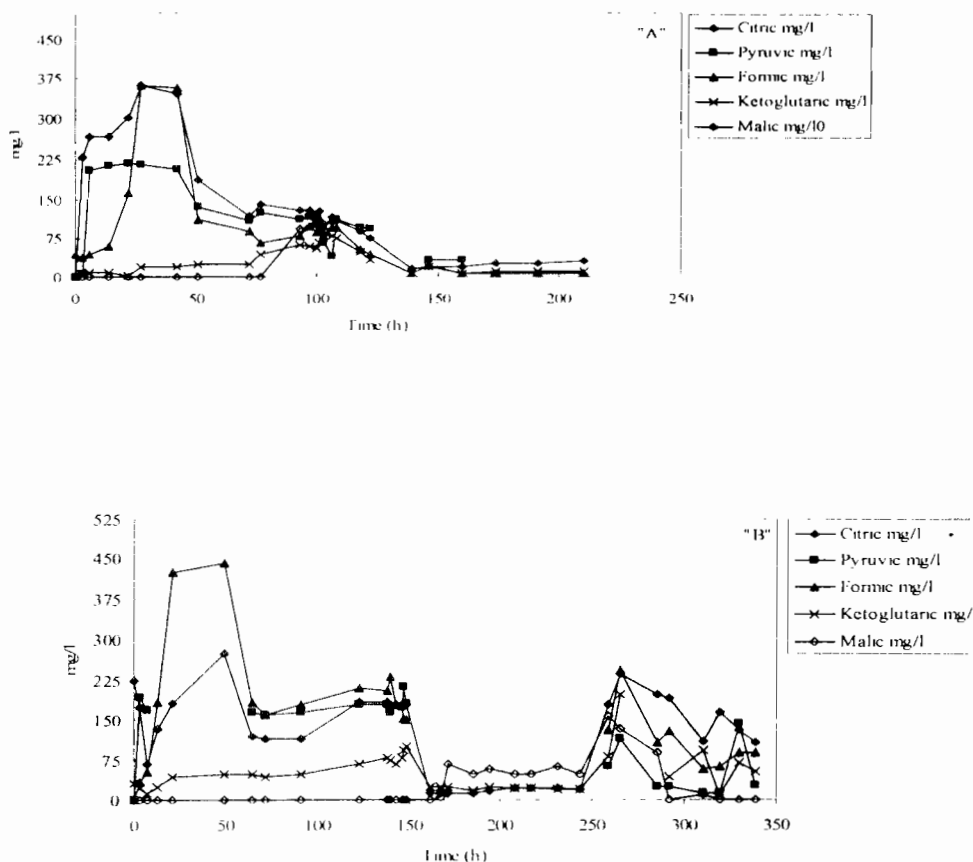 "A"
Citric mg/l
Pyruvic mg/l
Formic mg/l
Ketoglutaric mg/l
Malic mg/l0
450
375
300
225
150
75
0
mg/l
0 50 100 150 200 250
Time (h)
"B"
Citric mg/l
Pyruvic mg/l
Formic mg/l
Ketoglutaric mg/
Malic mg/l
525
450
375
300
225
150
75
0
mg/l
0 50 100 150 200 250 300 350
Time (h)